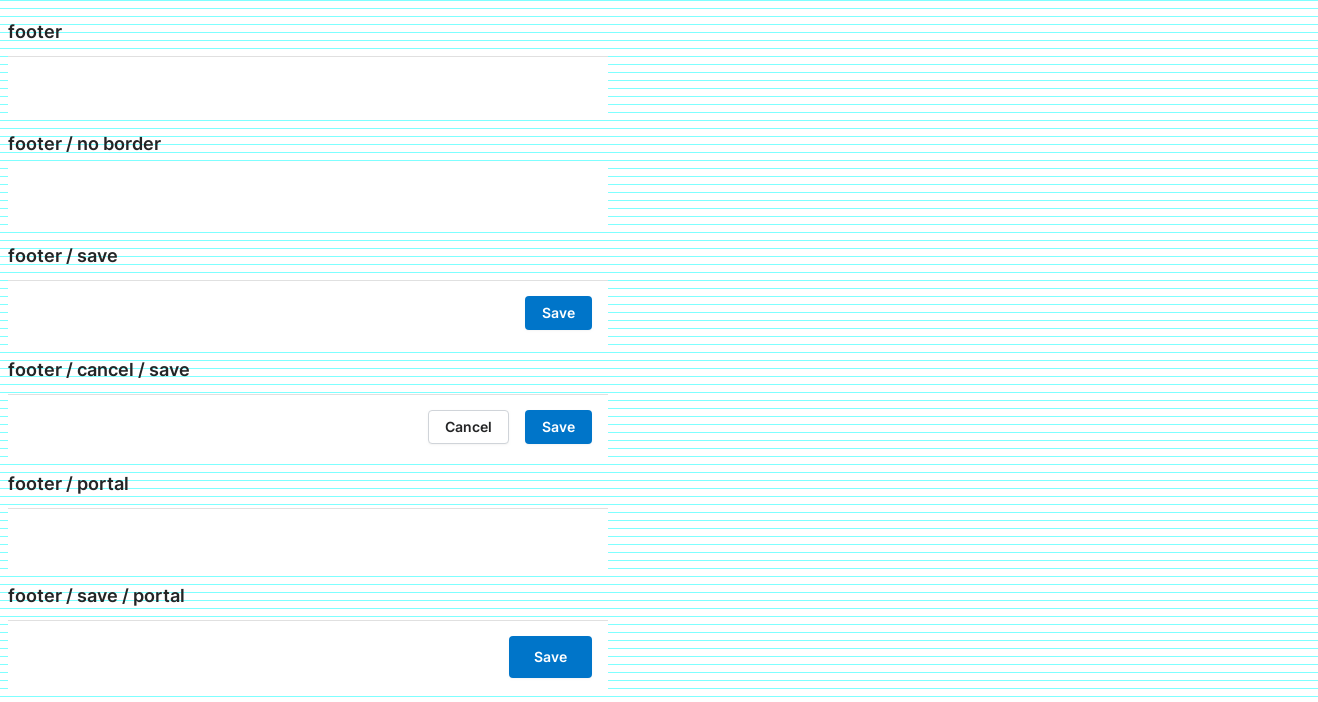 footer
footer / no border
footer / save
Save
footer / cancel / save
Cancel Save
footer / portal
footer / save / portal
Save